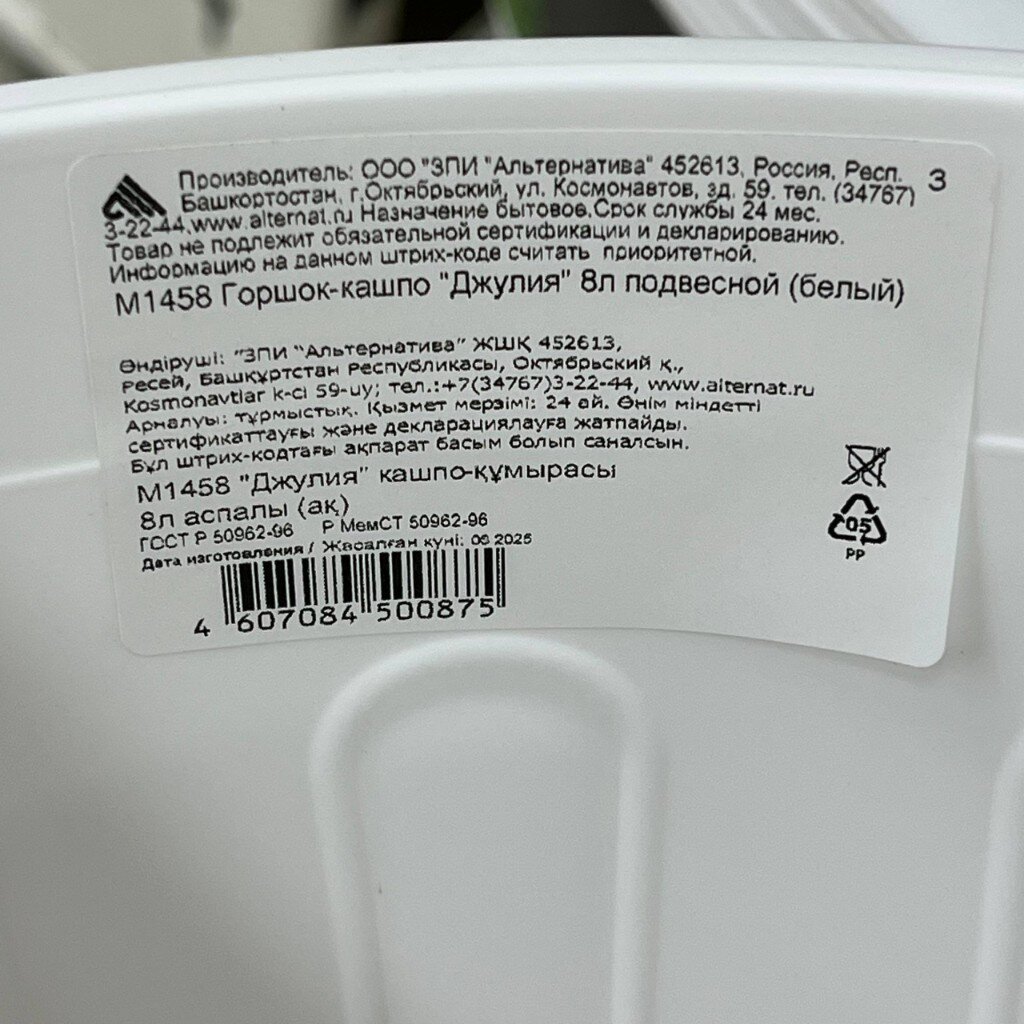 Производитель: ООО "ЗПИ "Альтернатива" 452613, Россия, Респ. 3
Башкортостан, г.Октябрьский, ул. Космонавтов, зд. 59. тел. (34767)
3-22-44,www.alternat.ru Назначение бытовое.Срок службы 24 мес.
Товар не подлежит обязательной сертификации и декларированию.
Информацию на данном штрих-коде считать приоритетной.
М1458 Горшок-кашпо "Джулия" 8л подвесной (белый)
Өндіруші: "ЗПИ "Альтернатива" ЖШҚ 452613,
Ресей, Башқұртстан Республикасы, Октябрьский қ.,
Kosmonavtlar k-ci 59-uy; тел.:+7(34767)3-22-44, www.alternat.ru
Арналуы: тұрмыстық. Қызмет мерзімі: 24 ай. Өнім міндетті
сертификаттауғы және декларациялауға жатпайды.
Бұл штрих-кодтағы ақпарат басым болып саналсын.
М1458 "Джулия" кашпо-құмырасы
8л аспалы (ақ)
ГОСТ Р 50962-96 Р МемСТ 50962-96
Дата изготовления / Жасалған күні: 06 2025
4 607084 500875
05
PP